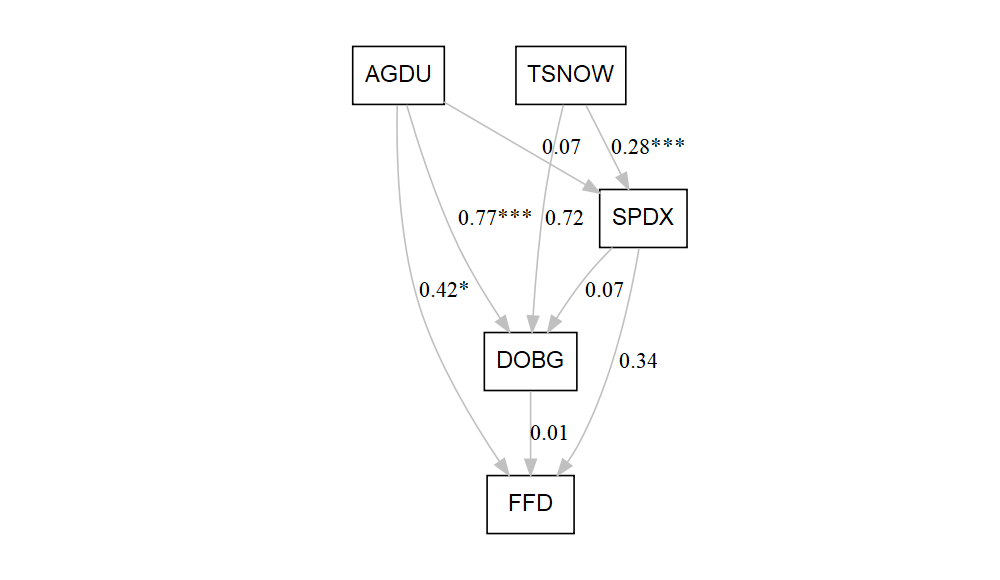 AGDU TSNOW
0.07 0.28***
SPDX
0.77*** 0.72
0.42* 0.07
DOBG
0.34
0.01
FFD